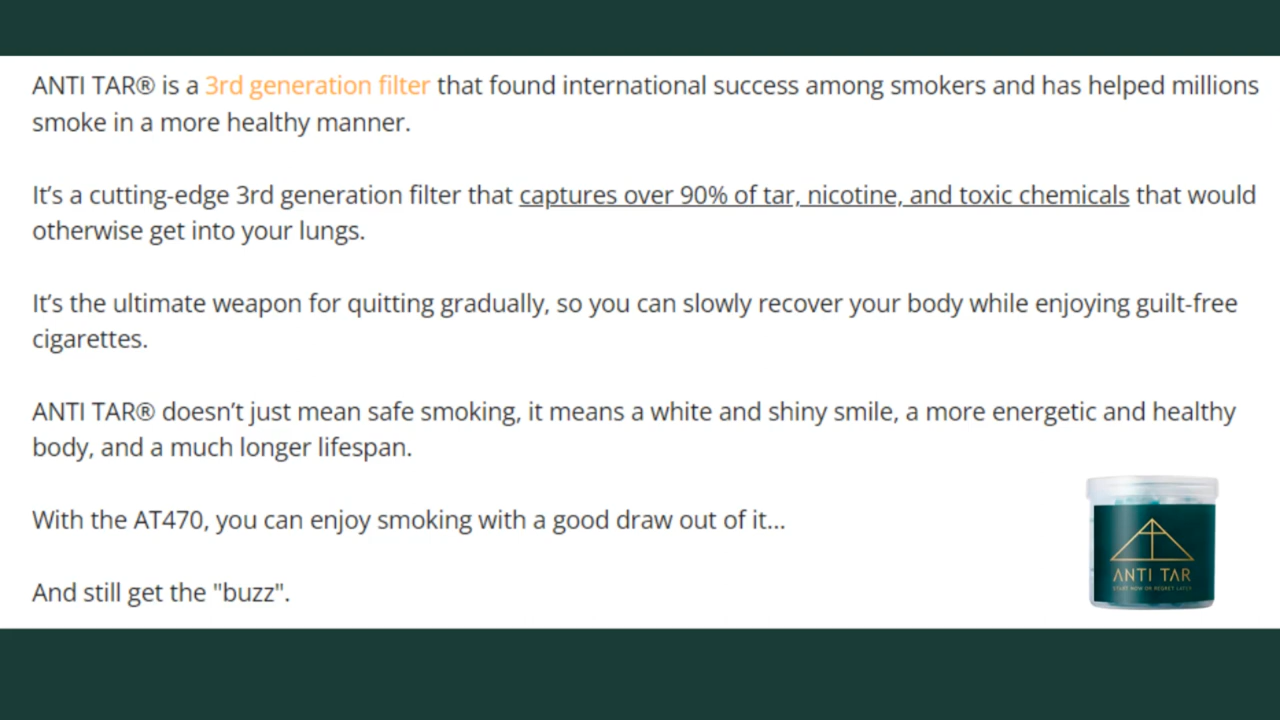 ANTI TAR® is a 3rd generation filter that found international success among smokers and has helped millions
smoke in a more healthy manner.
It’s a cutting-edge 3rd generation filter that captures over 90% of tar, nicotine, and toxic chemicals that would
otherwise get into your lungs.
It’s the ultimate weapon for quitting gradually, so you can slowly recover your body while enjoying guilt-free
cigarettes.
ANTI TAR® doesn’t just mean safe smoking, it means a white and shiny smile, a more energetic and healthy
body, and a much longer lifespan.
With the AT470, you can enjoy smoking with a good draw out of it...
And still get the "buzz".
ANTI TAR
START NOW OR REGRET LATER